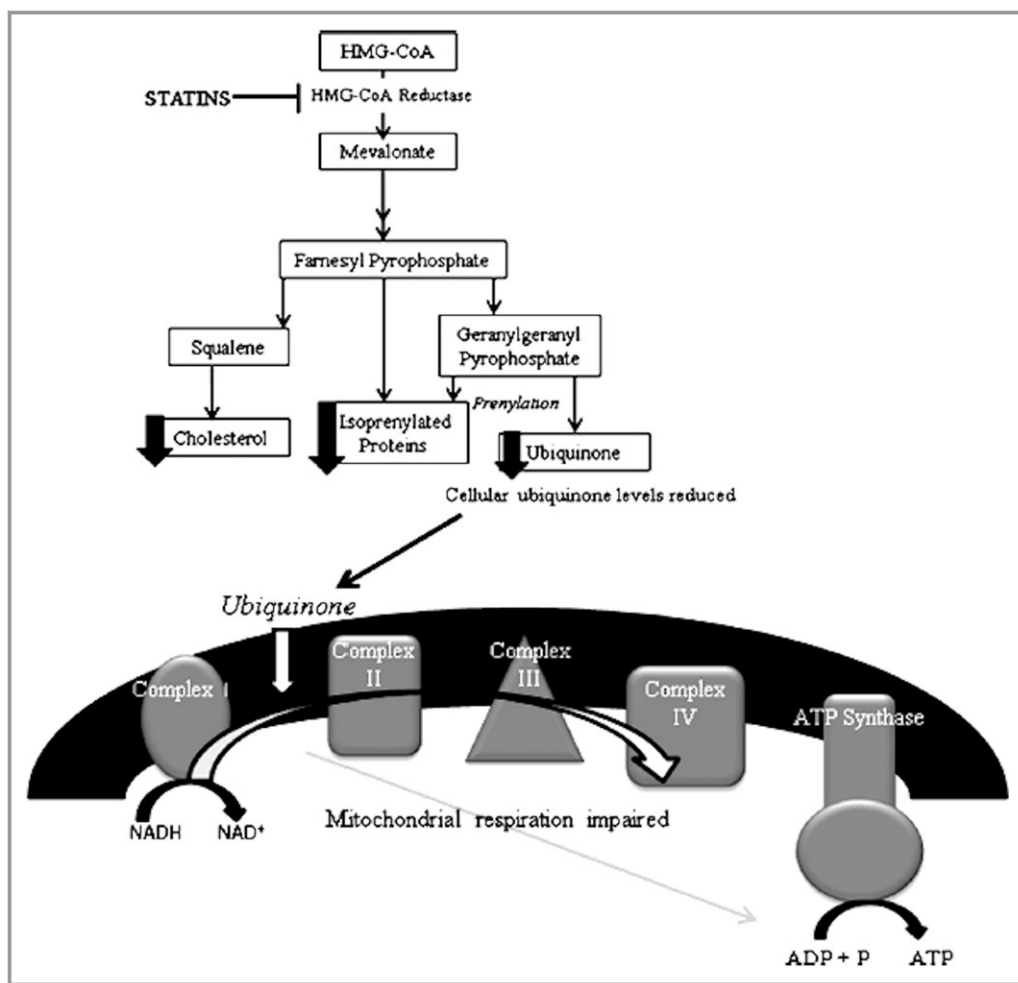 HMG-CoA
STATINS
HMG-CoA Reductase
Mevalonate
Farnesyl Pyrophosphate
Squalene
Geranylgeranyl
Pyrophosphate
Prenylation
Cholesterol
Isoprenylated
Proteins
Ubiquinone
Cellular ubiquinone levels reduced
Ubiquinone
Complex I
Complex
II
Complex
III
Complex
IV
ATP Synthase
NADH
NAD⁺
Mitochondrial respiration impaired
ADP + P
ATP